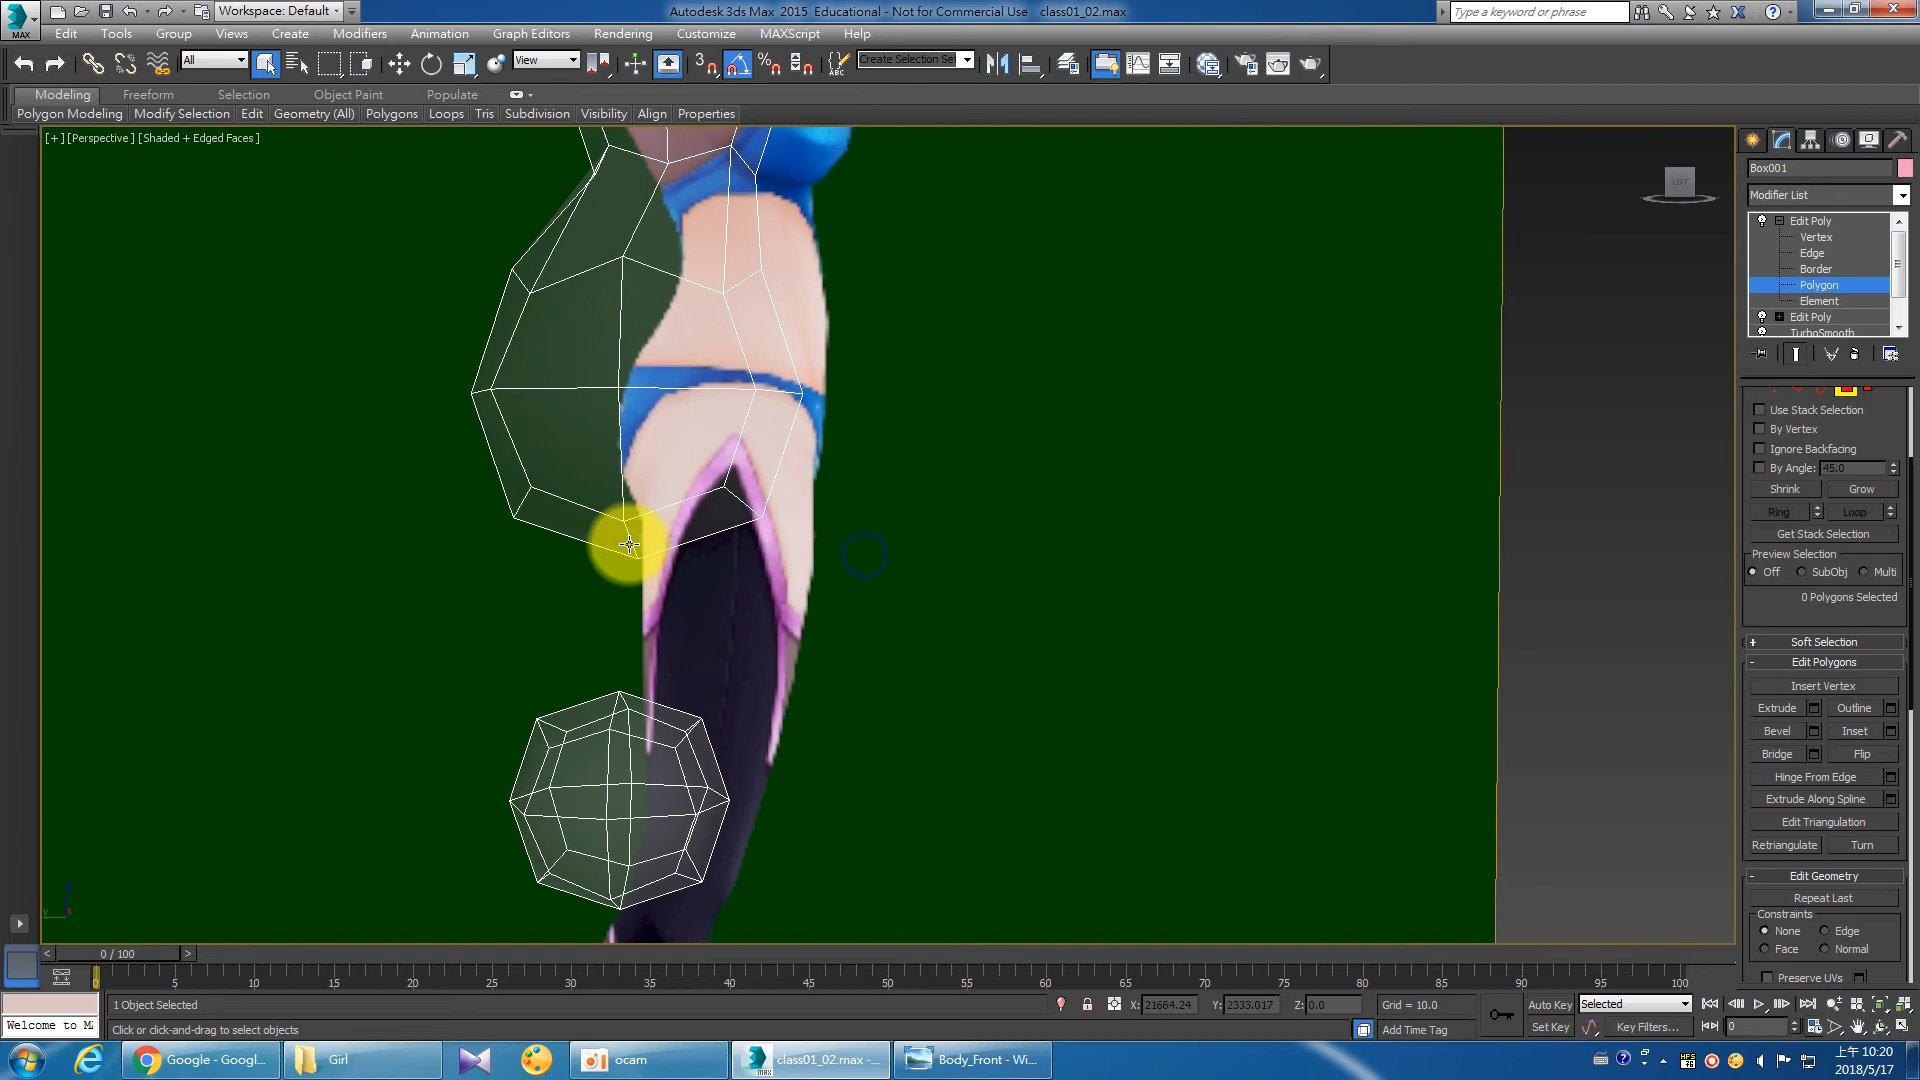 Workspace: Default
Autodesk 3ds Max 2015 Educational - Not for Commercial Use class01_02.max
Type a keyword or phrase
MAX
Edit Tools Group Views Create Modifiers Animation Graph Editors Rendering Customize MAXScript Help
All
View
3
Create Selection Se
ABC
Modeling Freeform Selection Object Paint Populate
Polygon Modeling Modify Selection Edit Geometry (All) Polygons Loops Tris Subdivision Visibility Align Properties
[+] [Perspective] [Shaded + Edged Faces]
LEFT
Box001
Modifier List
Edit Poly
Vertex
Edge
Border
Polygon
Element
Edit Poly
TurboSmooth
Use Stack Selection
By Vertex
Ignore Backfacing
By Angle: 45.0
Shrink Grow
Ring Loop
Get Stack Selection
Preview Selection
Off SubObj Multi
0 Polygons Selected
+ Soft Selection
- Edit Polygons
Insert Vertex
Extrude Outline
Bevel Inset
Bridge Flip
Hinge From Edge
Extrude Along Spline
Edit Triangulation
Retriangulate Turn
- Edit Geometry
Repeat Last
Constraints
None Edge
Face Normal
Preserve UVs
y x
< 0 / 100 >
0 5 10 15 20 25 30 35 40 45 50 55 60 65 70 75 80 85 90 95 100
1 Object Selected
X: 21664.24 Y: 2333.017 Z: 0.0 Grid = 10.0
Auto Key Selected
Welcome to M
Click or click-and-drag to select objects
Add Time Tag
Set Key Key Filters... 0
Google - Googl...
Girl
ocam
class01_02.max -...
Body_Front - Wi...
上午 10:20
2018/5/17